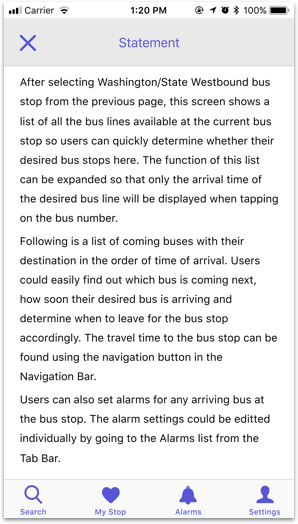 Carrier 1:20 PM 100%
Statement
After selecting Washington/State Westbound bus
stop from the previous page, this screen shows a
list of all the bus lines available at the current bus
stop so users can quickly determine whether their
desired bus stops here. The function of this list
can be expanded so that only the arrival time of
the desired bus line will be displayed when tapping
on the bus number.
Following is a list of coming buses with their
destination in the order of time of arrival. Users
could easily find out which bus is coming next,
how soon their desired bus is arriving and
determine when to leave for the bus stop
accordingly. The travel time to the bus stop can be
found using the navigation button in the
Navigation Bar.
Users can also set alarms for any arriving bus at
the bus stop. The alarm settings could be editted
individually by going to the Alarms list from the
Tab Bar.
Search My Stop Alarms Settings